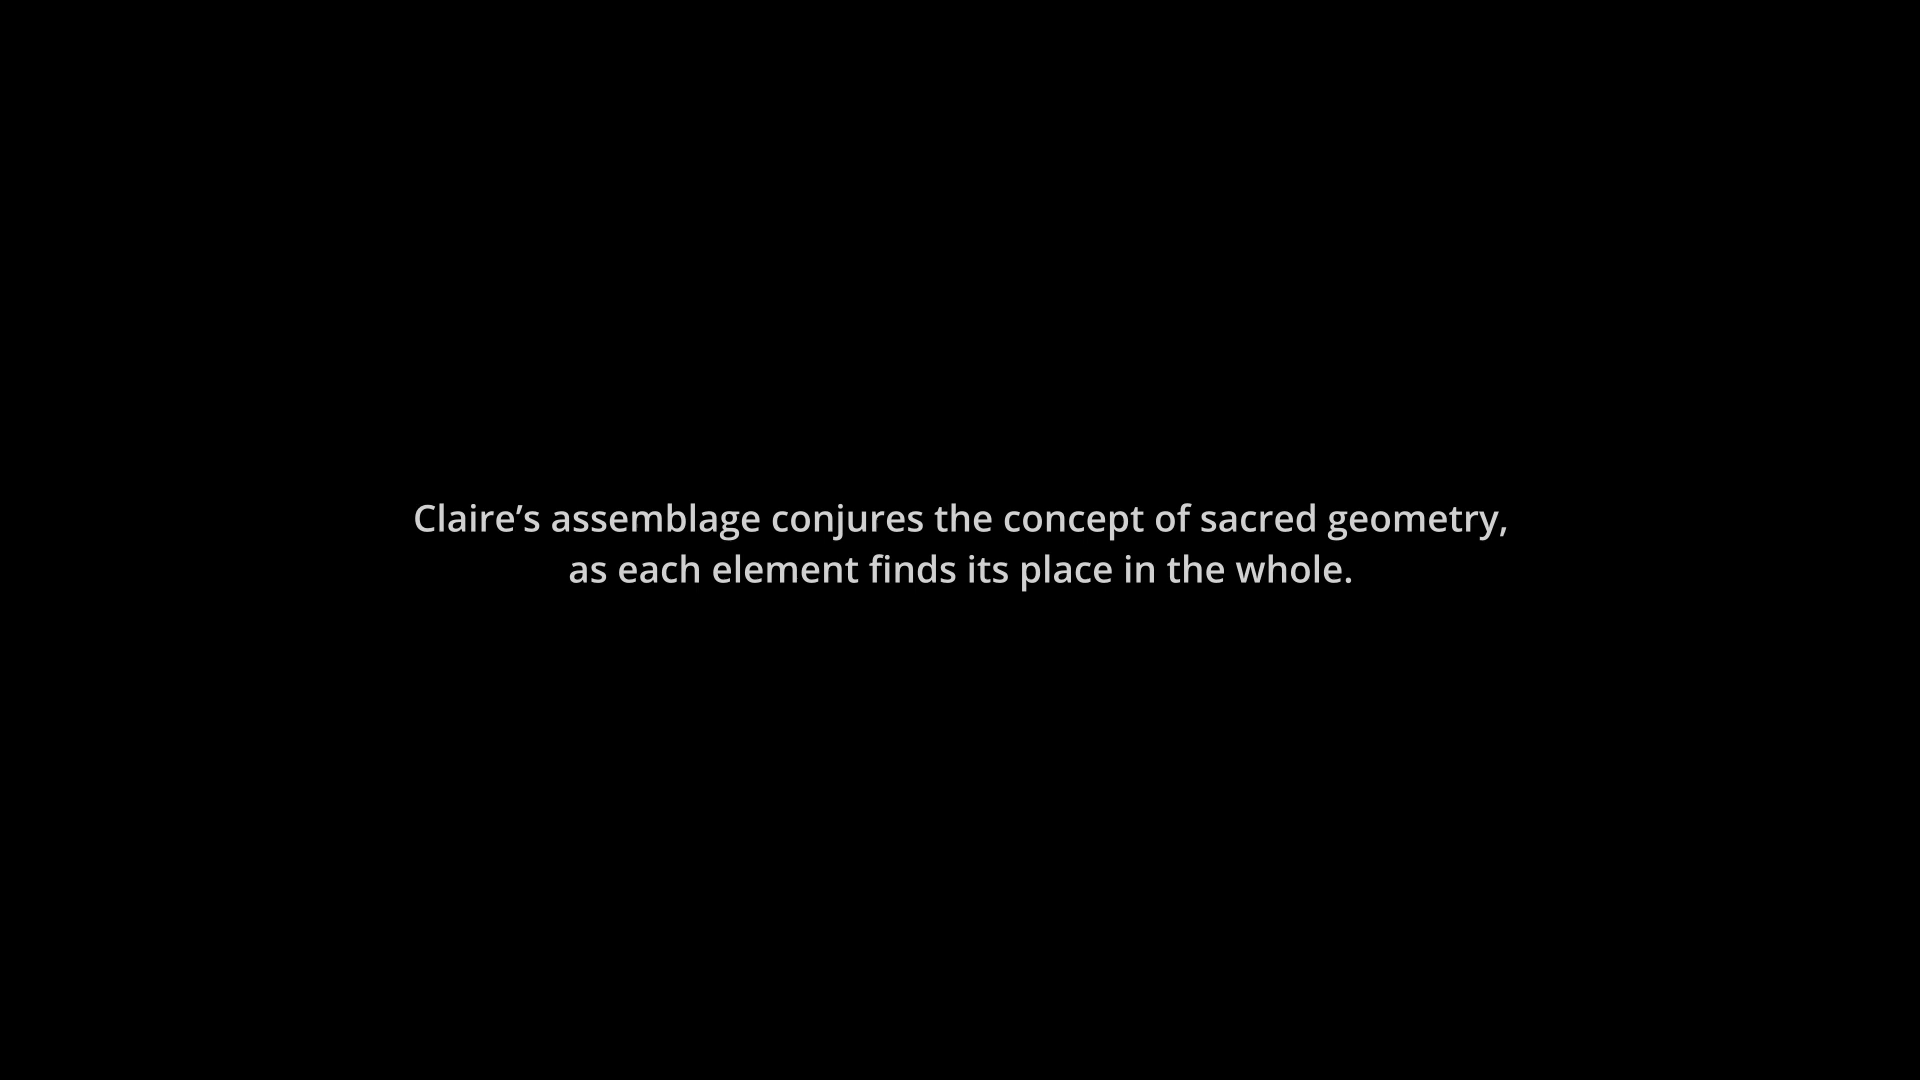 Claire’s assemblage conjures the concept of sacred geometry,
as each element finds its place in the whole.